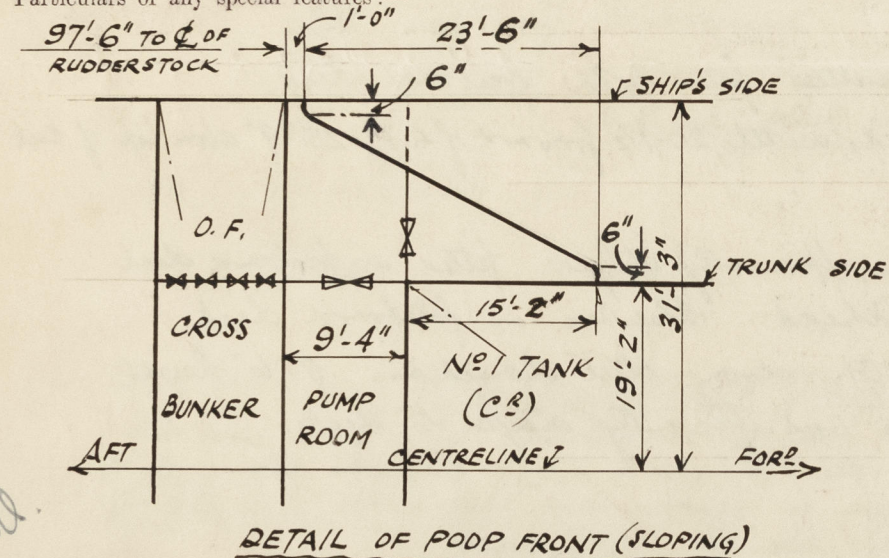 Particulars of any special features:
1'-0"
97'-6" TO ℄ OF
RUDDERSTOCK
23'-6"
6"
SHIP'S SIDE
O.F.
6"
TRUNK SIDE
15'-2"
31'-3"
19'-2"
CROSS
BUNKER
9'-4"
PUMP
ROOM
Nº 1 TANK
(Cᴿ)
AFT
CENTRELINE
FORᴰ
DETAIL OF POOP FRONT (SLOPING)